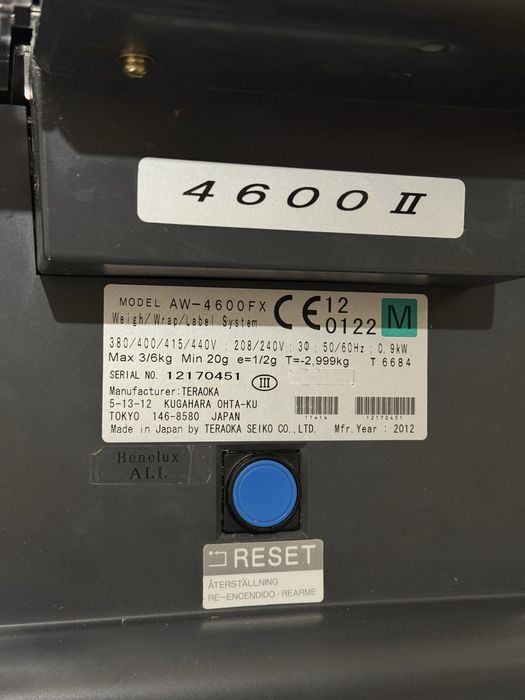 4600 II
MODEL AW-4600FX
Weigh/Wrap/Label System
CE 12
0122 M
380/400/415/440V : 208/240V : 3Φ : 50/60Hz : 0.9kW
Max 3/6kg Min 20g e=1/2g T=-2,999kg T 6684
SERIAL NO. 12170451 III
Manufacturer:TERAOKA
5-13-12 KUGAHARA OHTA-KU
TOKYO 146-8580 JAPAN
11414 12170451
Made in Japan by TERAOKA SEIKO CO.,LTD. Mfr.Year : 2012
Benelux
ALL
RESET
ÅTERSTÄLLNING
RE-ENCENDIDO · REARME